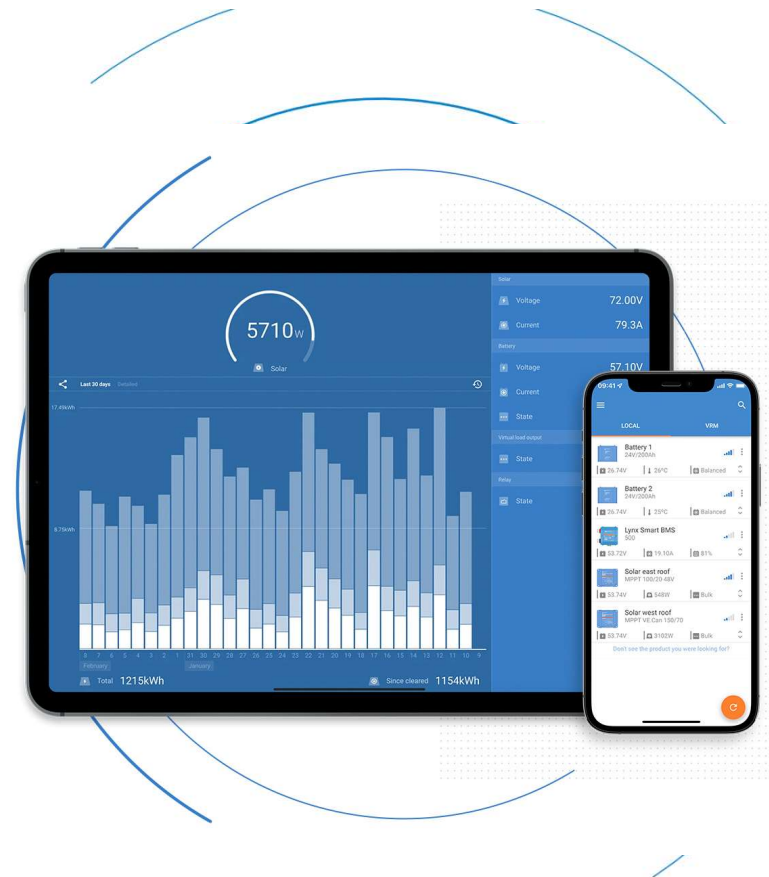 5710W
Solar
Last 30 days Detailed
17.49kWh
8.75kWh
8 7 6 5 4 3 2 1 31 30 29 28 27 26 25 24 23 22 21 20 19 18 17 16 15 14 13 12 11 10 9
February January
Total 1215kWh Since cleared 1154kWh
Solar
Voltage 72.00V
Current 79.3A
Battery
Voltage 57.10V
Current
State
Virtual load output
State
Relay
State
09:41
LOCAL VRM
Battery 1
24V/200Ah
26.74V 26°C Balanced
Battery 2
24V/200Ah
26.74V 25°C Balanced
Lynx Smart BMS
500
53.72V 19.10A 81%
Solar east roof
MPPT 100/20 48V
53.74V 548W Bulk
Solar west roof
MPPT VE.Can 150/70
53.74V 3102W Bulk
Don't see the product you were looking for?